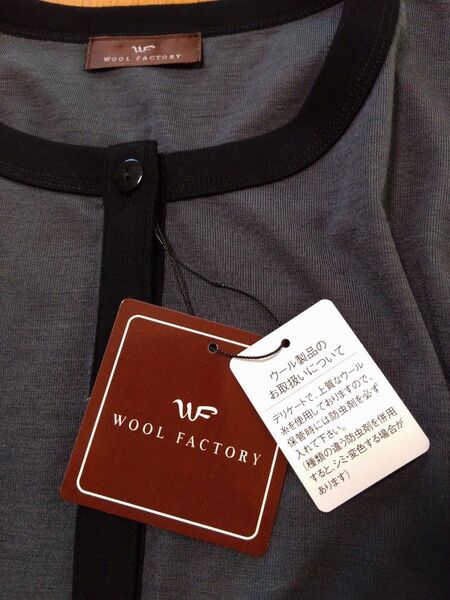 WF
WOOL FACTORY
WF
WOOL FACTORY
ウール製品の
お取扱いについて
デリケートで、上質なウール
糸を使用しておりますので、
保管時には防虫剤を必ず
入れて下さい。
(種類の違う防虫剤を併用
すると、シミ・変色する場合が
あります)